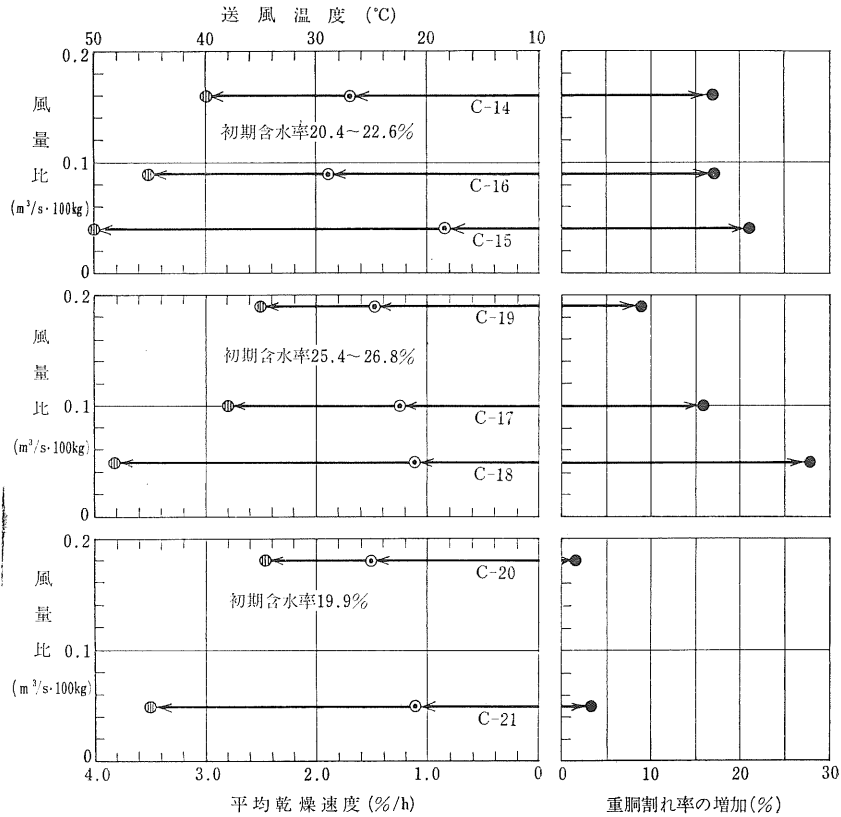 送風温度 (℃)
50 40 30 20 10
0.2
風量比
0.1
(m³/s·100kg)
0
C-14
初期含水率20.4~22.6%
C-16
C-15
0.2
風量比
0.1
(m³/s·100kg)
0
C-19
初期含水率25.4~26.8%
C-17
C-18
0.2
風量比
0.1
(m³/s·100kg)
0
C-20
初期含水率19.9%
C-21
4.0 3.0 2.0 1.0 0
平均乾燥速度(%/h)
0 10 20 30
重胴割れ率の増加(%)